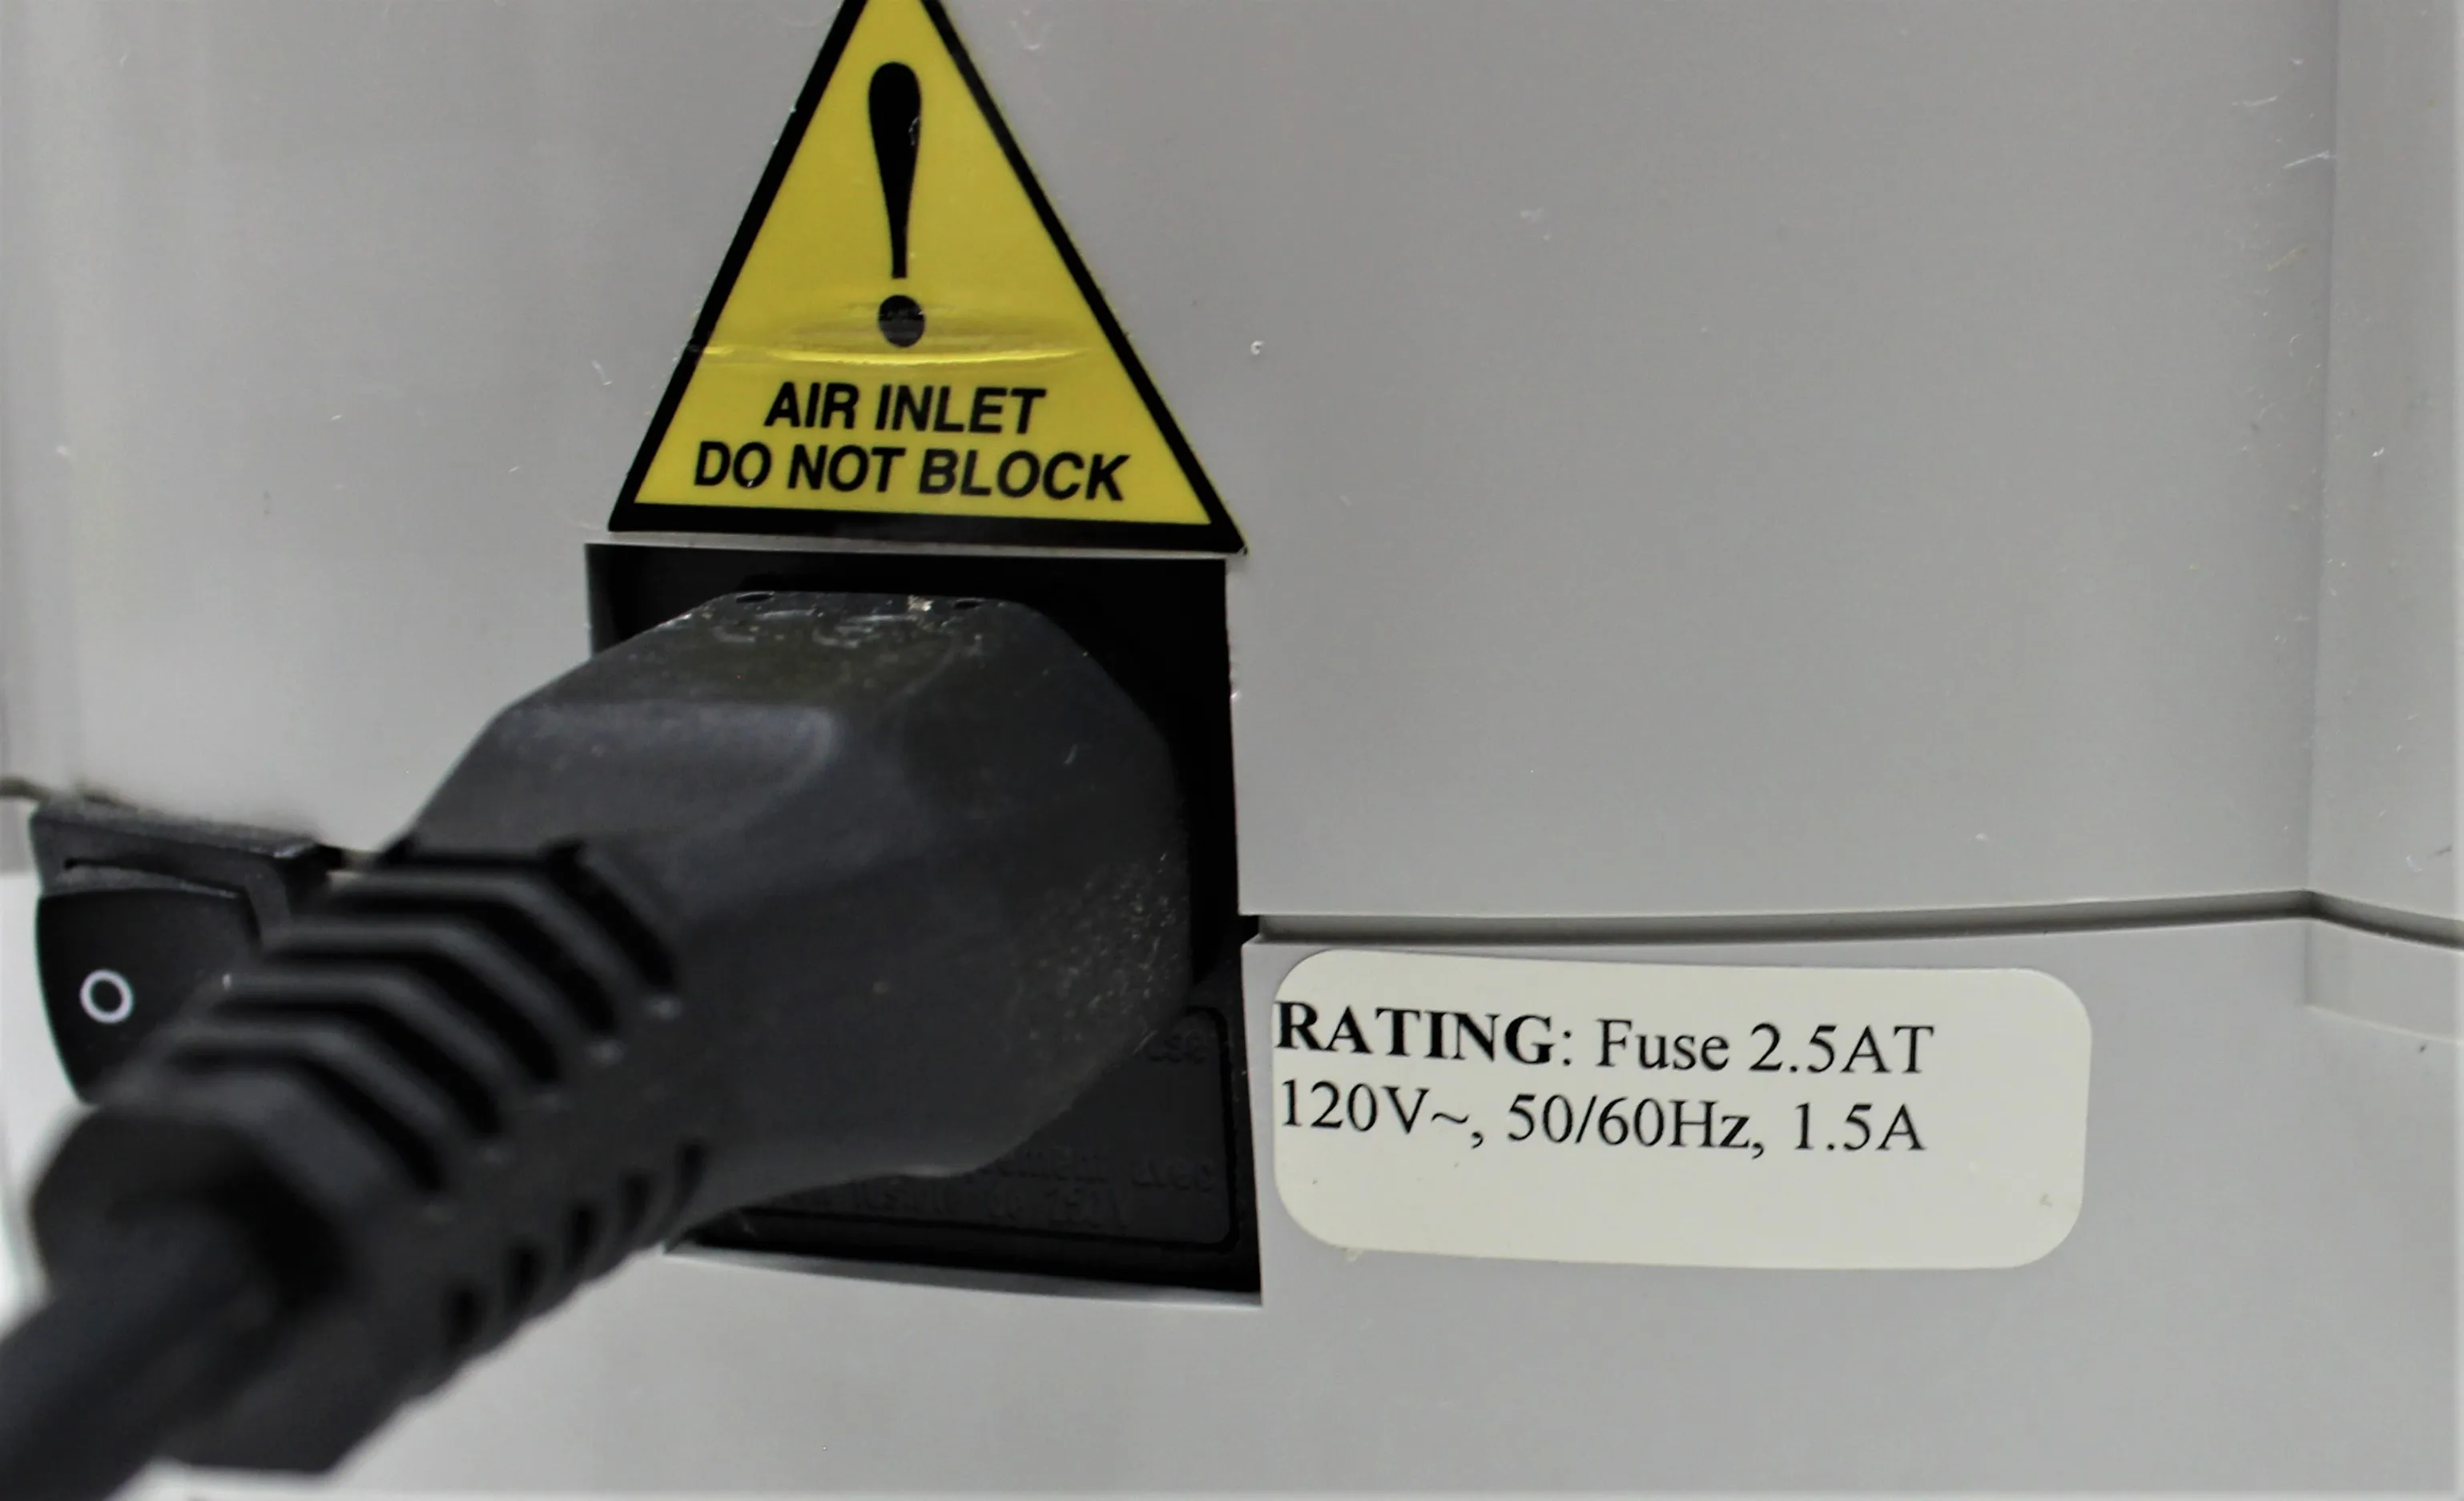 AIR INLET
DO NOT BLOCK
RATING: Fuse 2.5AT
120V~, 50/60Hz, 1.5A